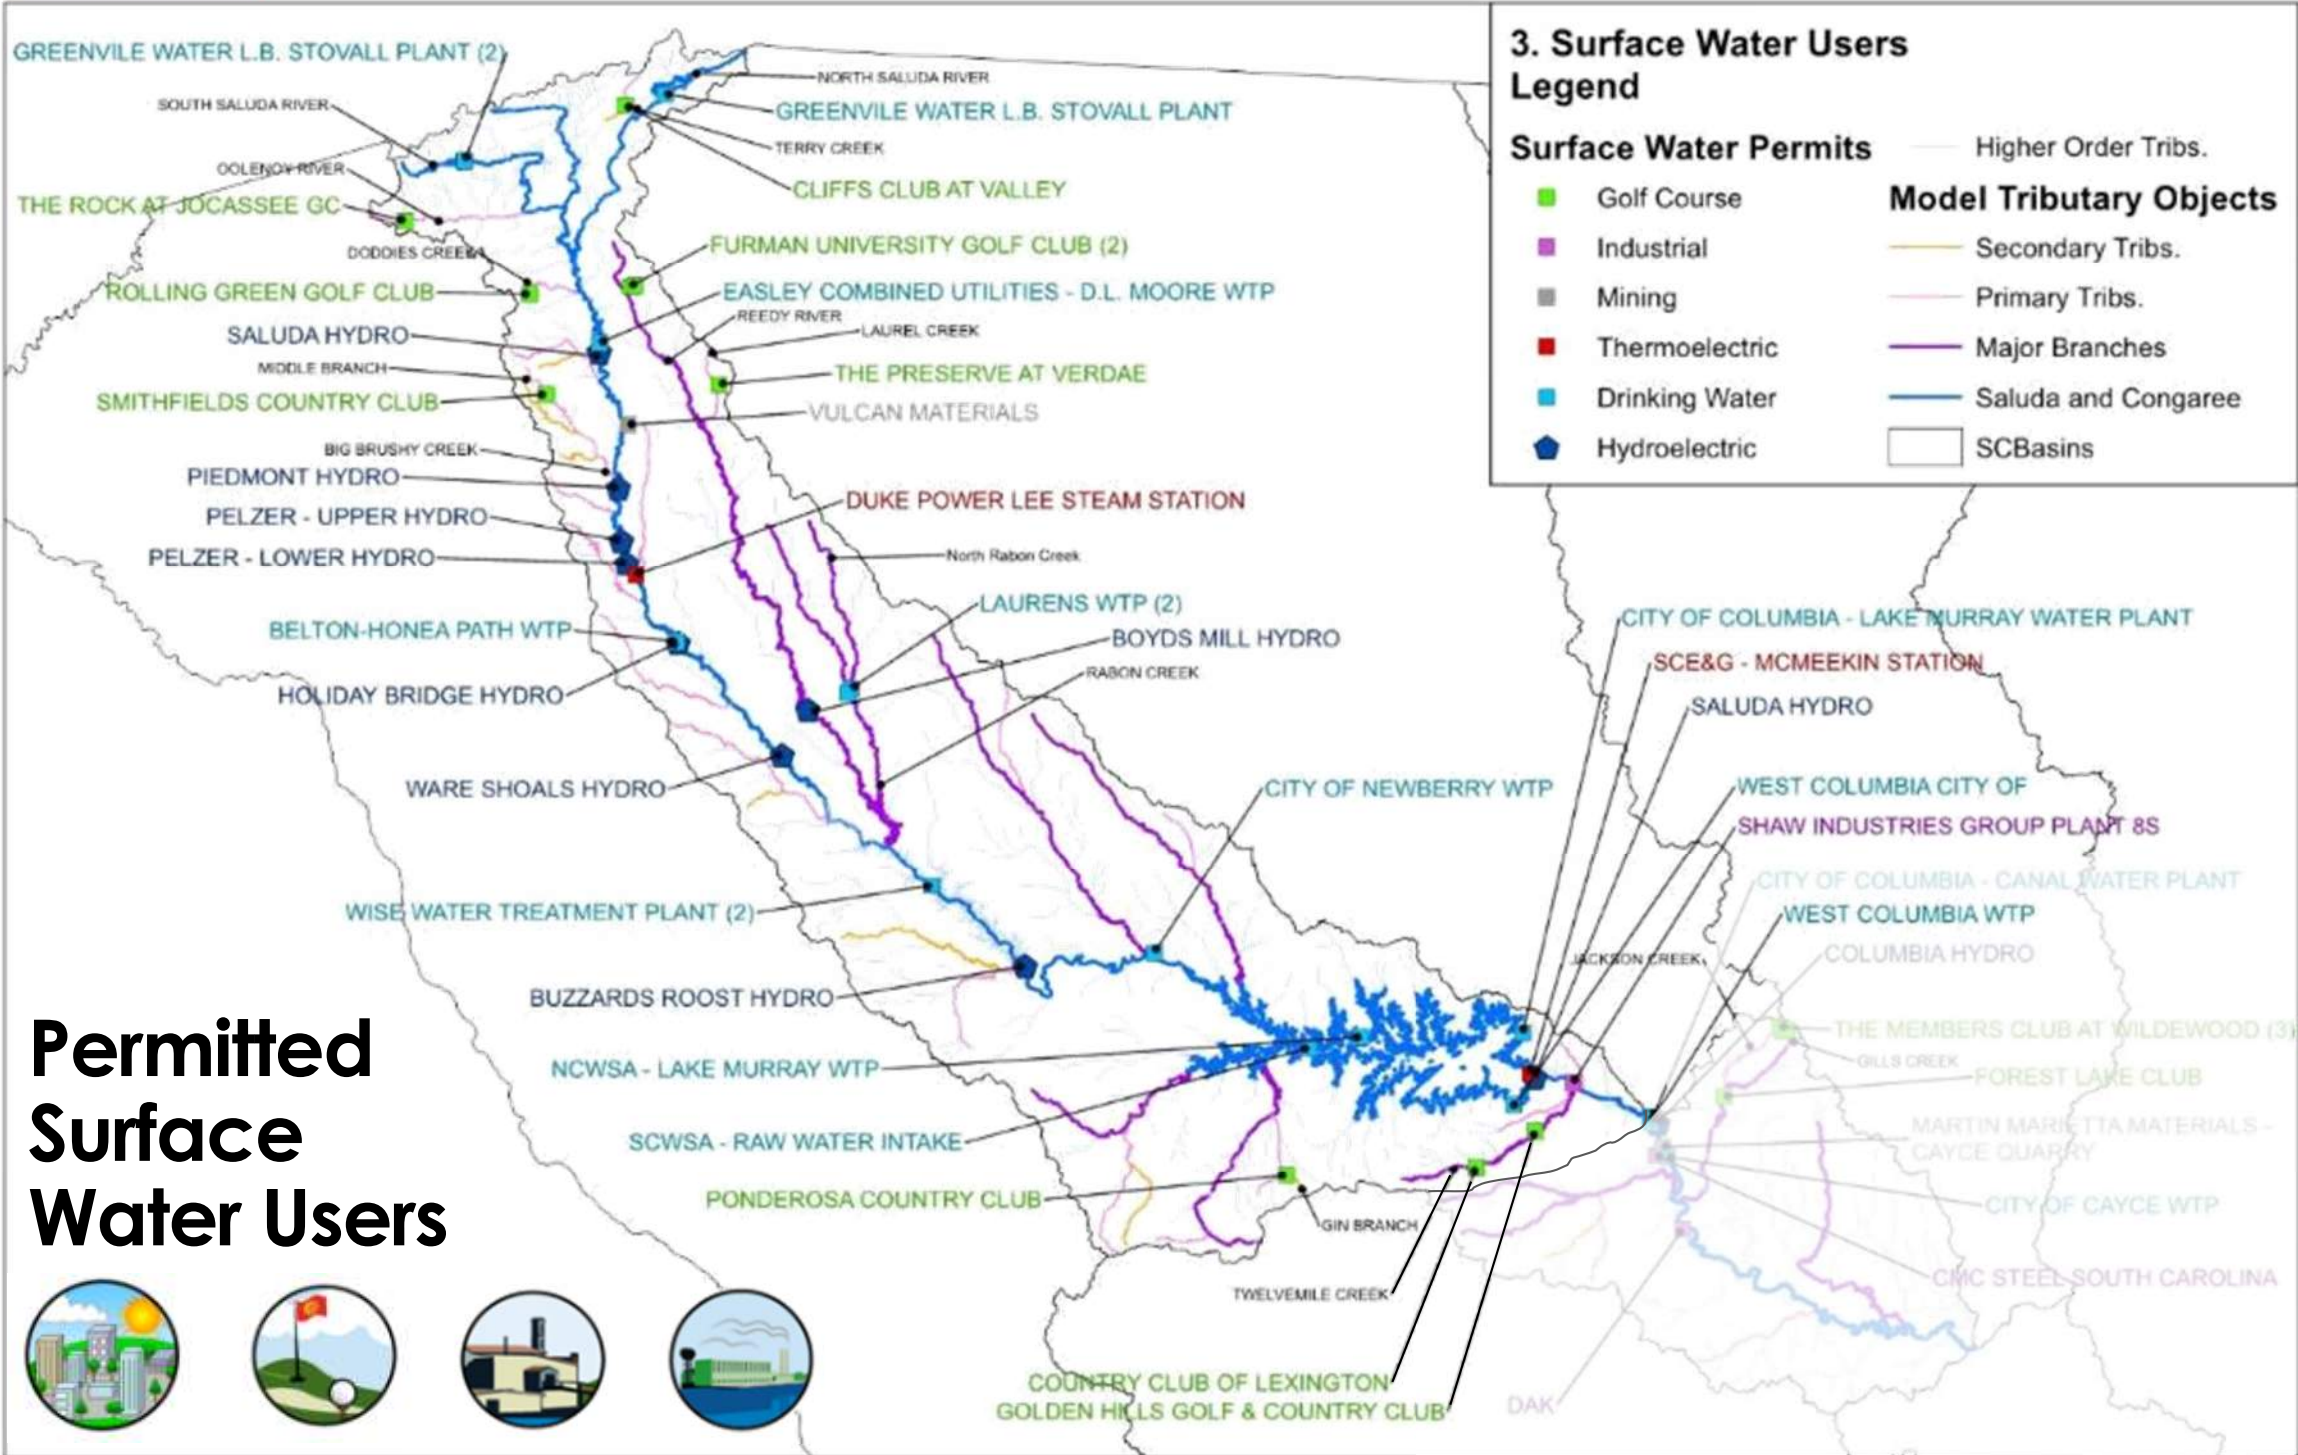 GREENVILE WATER L.B. STOVALL PLANT (2)
SOUTH SALUDA RIVER
OOLENOY RIVER
THE ROCK AT JOCASSEE GC
DODDIES CREEK
ROLLING GREEN GOLF CLUB
SALUDA HYDRO
MIDDLE BRANCH
SMITHFIELDS COUNTRY CLUB
BIG BRUSHY CREEK
PIEDMONT HYDRO
PELZER - UPPER HYDRO
PELZER - LOWER HYDRO
BELTON-HONEA PATH WTP
HOLIDAY BRIDGE HYDRO
WARE SHOALS HYDRO
WISE WATER TREATMENT PLANT (2)
BUZZARDS ROOST HYDRO
NCWSA - LAKE MURRAY WTP
SCWSA - RAW WATER INTAKE
PONDEROSA COUNTRY CLUB
NORTH SALUDA RIVER
GREENVILE WATER L.B. STOVALL PLANT
TERRY CREEK
CLIFFS CLUB AT VALLEY
FURMAN UNIVERSITY GOLF CLUB (2)
EASLEY COMBINED UTILITIES - D.L. MOORE WTP
REEDY RIVER
LAUREL CREEK
THE PRESERVE AT VERDAE
VULCAN MATERIALS
DUKE POWER LEE STEAM STATION
North Rabon Creek
LAURENS WTP (2)
BOYDS MILL HYDRO
RABON CREEK
CITY OF NEWBERRY WTP
CITY OF COLUMBIA - LAKE MURRAY WATER PLANT
SCE&G - MCMEEKIN STATION
SALUDA HYDRO
WEST COLUMBIA CITY OF
SHAW INDUSTRIES GROUP PLANT 8S
CITY OF COLUMBIA - CANAL WATER PLANT
WEST COLUMBIA WTP
COLUMBIA HYDRO
JACKSON CREEK
THE MEMBERS CLUB AT WILDEWOOD (3)
GILLS CREEK
FOREST LAKE CLUB
MARTIN MARIETTA MATERIALS -
CAYCE QUARRY
CITY OF CAYCE WTP
CMC STEEL SOUTH CAROLINA
DAK
GIN BRANCH
TWELVEMILE CREEK
COUNTRY CLUB OF LEXINGTON
GOLDEN HILLS GOLF & COUNTRY CLUB
3. Surface Water Users
Legend
Surface Water Permits
Golf Course
Industrial
Mining
Thermoelectric
Drinking Water
Hydroelectric
Higher Order Tribs.
Model Tributary Objects
Secondary Tribs.
Primary Tribs.
Major Branches
Saluda and Congaree
SCBasins
Permitted
Surface
Water Users